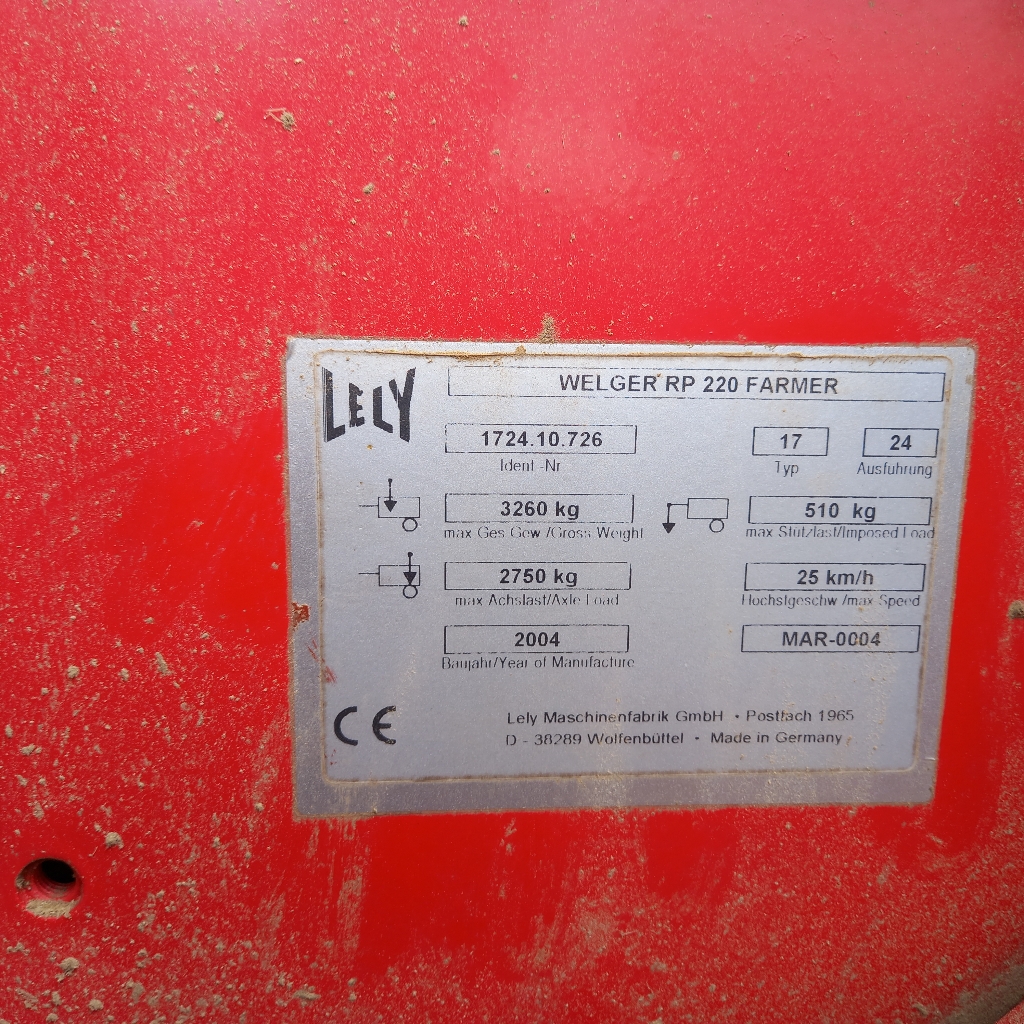 LELY
WELGER RP 220 FARMER
1724.10.726 17 24
Ident -Nr Typ Ausfuhrung
3260 kg 510 kg
max Ges Gew /Gross Weight max Stutzlast/Imposed Load
2750 kg 25 km/h
max Achslast/Axle Load Hochstgeschw /max Speed
2004 MAR-0004
Baujahr/Year of Manufacture
CE
Lely Maschinenfabrik GmbH • Postfach 1965
D - 38289 Wolfenbüttel • Made in Germany